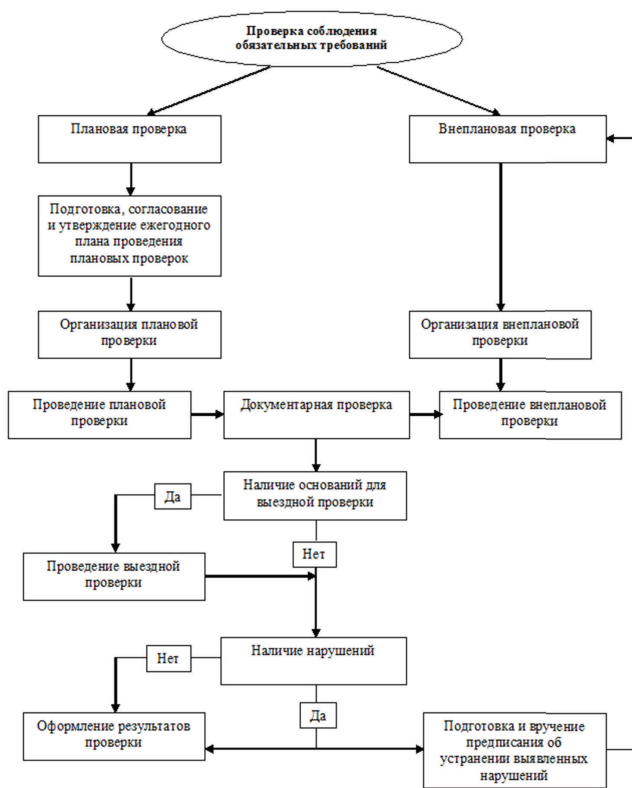 Проверка соблюдения
обязательных требований
Плановая проверка
Внеплановая проверка
Подготовка, согласование
и утверждение ежегодного
плана проведения
плановых проверок
Организация плановой
проверки
Организация внеплановой
проверки
Проведение плановой
проверки
Документарная проверка
Проведение внеплановой
проверки
Наличие оснований для
выездной проверки
Да
Нет
Проведение выездной
проверки
Наличие нарушений
Нет
Да
Оформление результатов
проверки
Подготовка и вручение
предписания об
устранении выявленных
нарушений